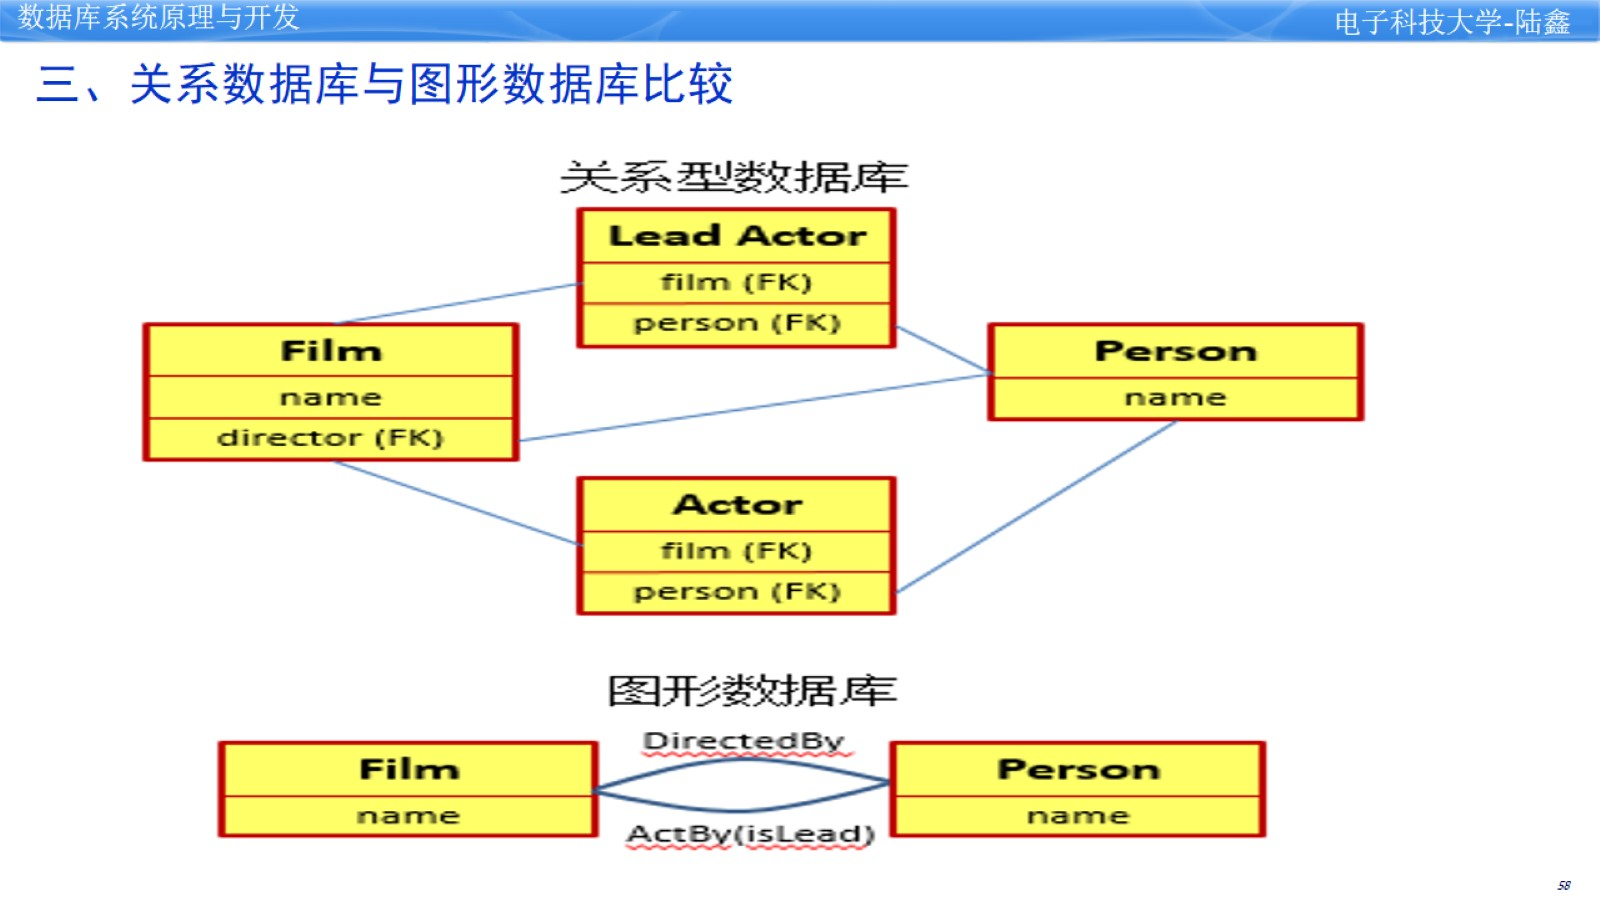 数据库系统原理与开发
电子科技大学-陆鑫
三、关系数据库与图形数据库比较
关系型数据库
Lead Actor
film (FK)
person (FK)
Film
name
director (FK)
Person
name
Actor
film (FK)
person (FK)
图形数据库
DirectedBy
Film
name
Person
name
ActBy(isLead)
58